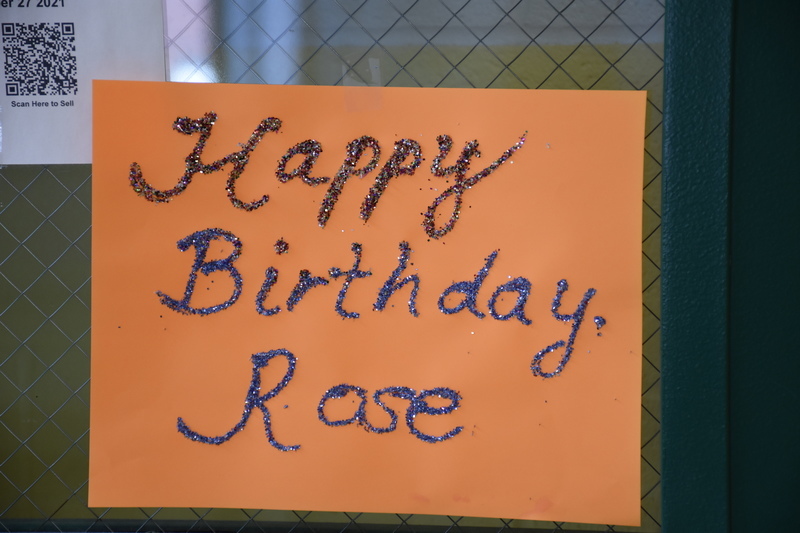 er 27 2021
Scan Here to Sell
Happy
Birthday.
Rose